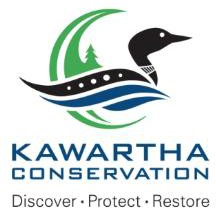 KAWARTHA
CONSERVATION
Discover · Protect · Restore